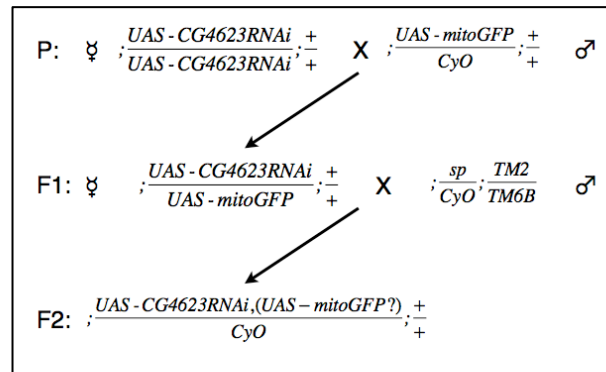 P: ☿ ; UAS-CG4623RNAi / UAS-CG4623RNAi ; + / + X ; UAS-mitoGFP / CyO ; + / + ♂
F1: ☿ ; UAS-CG4623RNAi / UAS-mitoGFP ; + / + X ; sp / CyO ; TM2 / TM6B ♂
F2: ; UAS-CG4623RNAi,(UAS-mitoGFP?) / CyO ; + / +